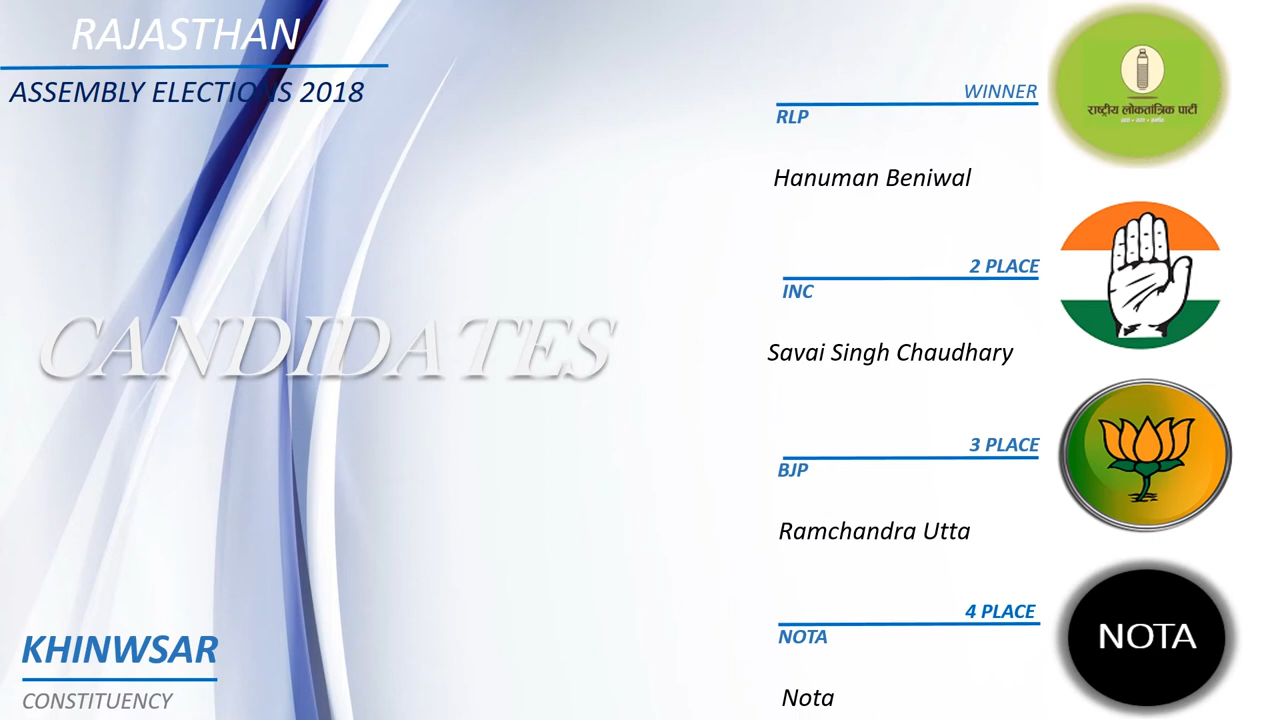 RAJASTHAN
ASSEMBLY ELECTIONS 2018
CANDIDATES
KHINWSAR
CONSTITUENCY
WINNER
RLP
Hanuman Beniwal
राष्ट्रीय लोकतांत्रिक पार्टी
2 PLACE
INC
Savai Singh Chaudhary
3 PLACE
BJP
Ramchandra Utta
4 PLACE
NOTA
Nota
NOTA